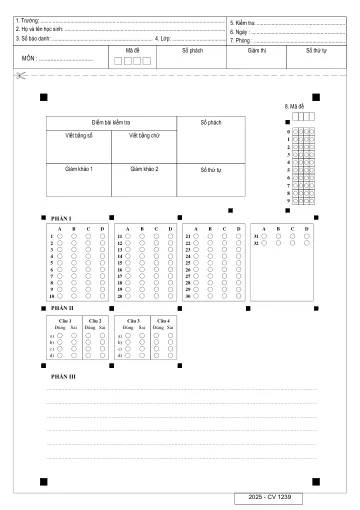 1. Trường: ................ 5. Kiểm tra: ................
2. Họ và tên học sinh: ................ 6. Ngày : ................
3. Số báo danh: ................ 4. Lớp: ................ 7. Phòng : ................
MÔN : ................ Mã đề Số phách Giám thị Số thứ tự
8. Mã đề
Điểm bài kiểm tra Số phách
Viết bằng số Viết bằng chữ
Giám khảo 1 Giám khảo 2 Số thứ tự
0
1
2
3
4
5
6
7
8
9
PHẦN I
A B C D A B C D A B C D A B C D
1 11 21 31
2 12 22 32
3 13 23
4 14 24
5 15 25
6 16 26
7 17 27
8 18 28
9 19 29
10 20 30
PHẦN II
Câu 1 Câu 2 Câu 3 Câu 4
Đúng Sai Đúng Sai Đúng Sai Đúng Sai
a) a)
b) b)
c) c)
d) d)
PHẦN III
2025 - CV 1239